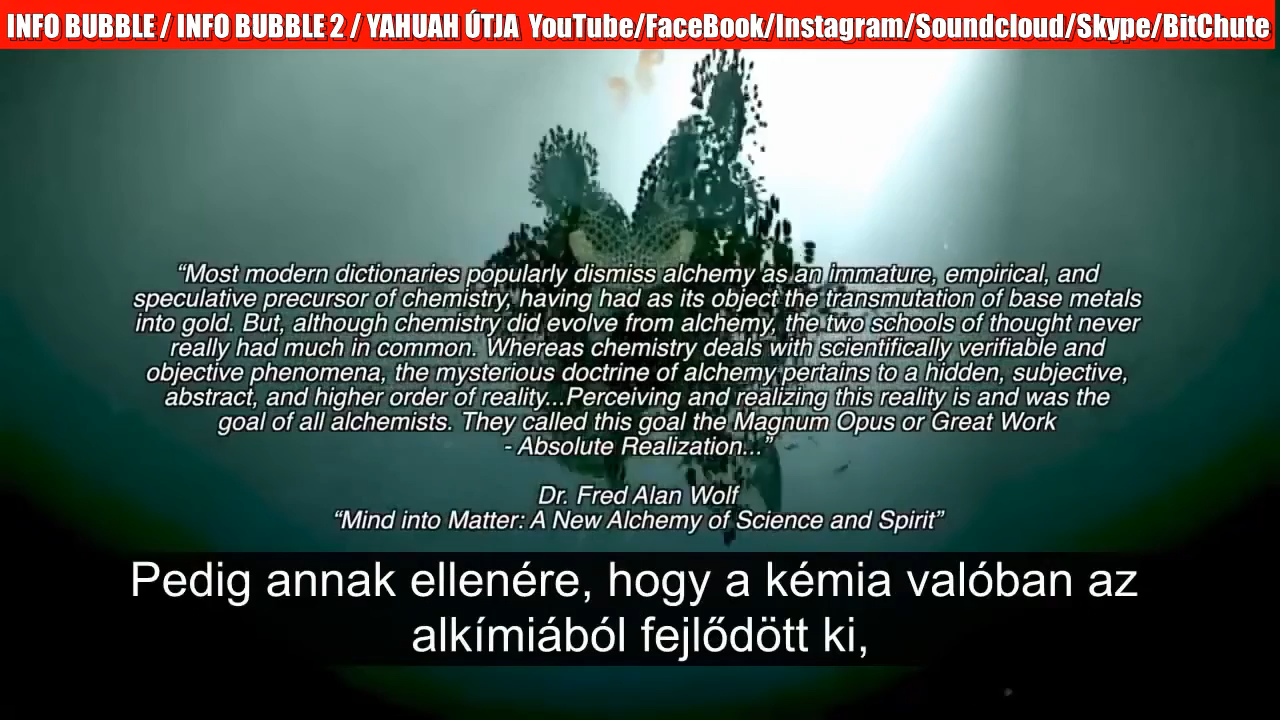 INFO BUBBLE / INFO BUBBLE 2 / YAHUAH ÚTJA YouTube/FaceBook/Instagram/Soundcloud/Skype/BitChute
“Most modern dictionaries popularly dismiss alchemy as an immature, empirical, and
speculative precursor of chemistry, having had as its object the transmutation of base metals
into gold. But, although chemistry did evolve from alchemy, the two schools of thought never
really had much in common. Whereas chemistry deals with scientifically verifiable and
objective phenomena, the mysterious doctrine of alchemy pertains to a hidden, subjective,
abstract, and higher order of reality...Perceiving and realizing this reality is and was the
goal of all alchemists. They called this goal the Magnum Opus or Great Work
- Absolute Realization...”
Dr. Fred Alan Wolf
“Mind into Matter: A New Alchemy of Science and Spirit”
Pedig annak ellenére, hogy a kémia valóban az
alkímiából fejlődött ki,